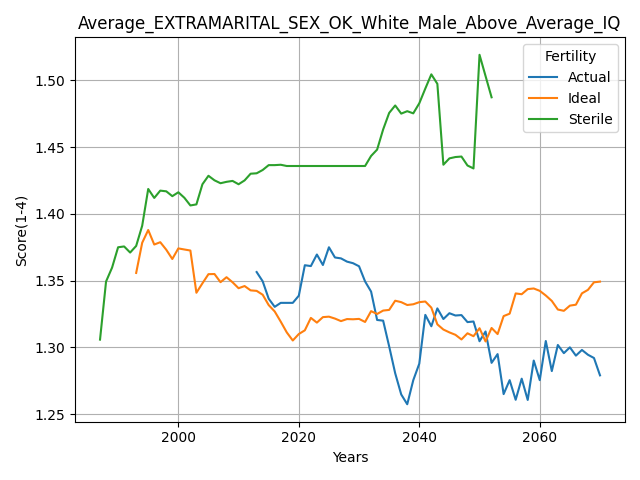 Average_EXTRAMARITAL_SEX_OK_White_Male_Above_Average_IQ
Fertility
Actual
Ideal
Sterile
1.50
1.45
1.40
1.35
1.30
1.25
Score(1-4)
2000
2020
2040
2060
Years